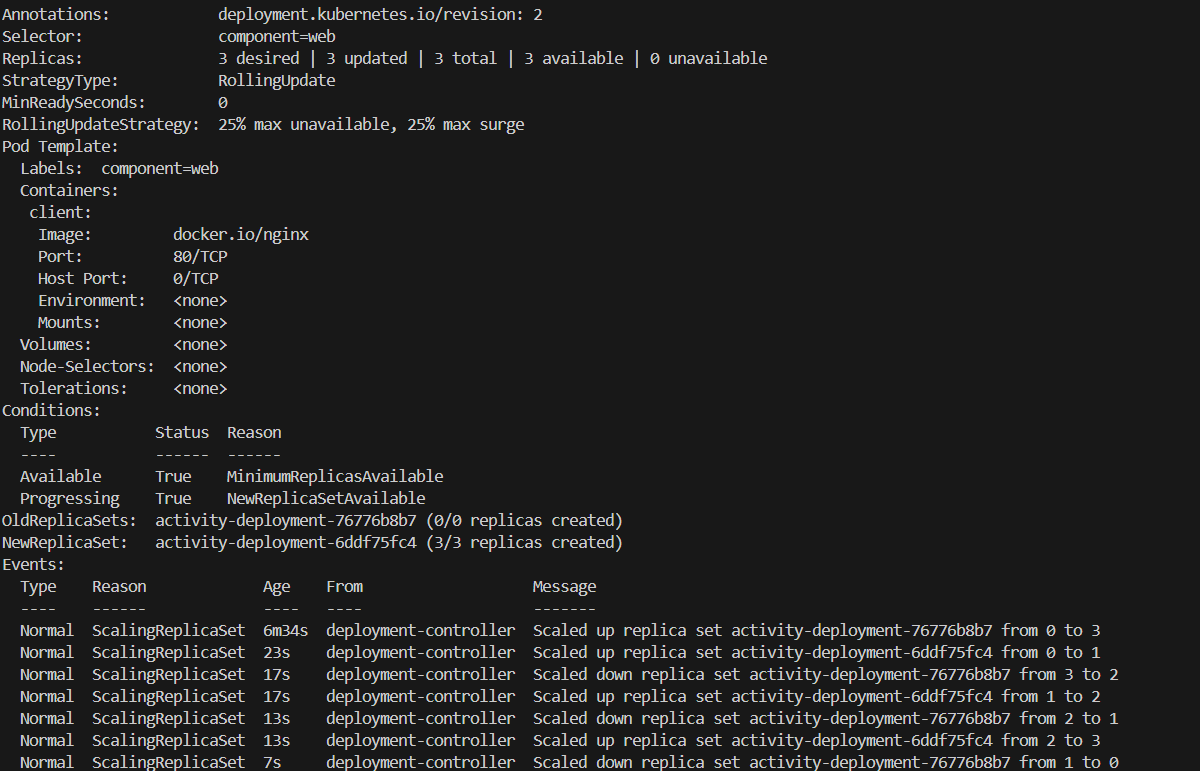 Annotations:            deployment.kubernetes.io/revision: 2
Selector:               component=web
Replicas:               3 desired | 3 updated | 3 total | 3 available | 0 unavailable
StrategyType:           RollingUpdate
MinReadySeconds:        0
RollingUpdateStrategy:  25% max unavailable, 25% max surge
Pod Template:
  Labels:  component=web
  Containers:
   client:
    Image:         docker.io/nginx
    Port:          80/TCP
    Host Port:     0/TCP
    Environment:   <none>
    Mounts:        <none>
  Volumes:         <none>
  Node-Selectors:  <none>
  Tolerations:     <none>
Conditions:
  Type           Status  Reason
  ----           ------  ------
  Available      True    MinimumReplicasAvailable
  Progressing    True    NewReplicaSetAvailable
OldReplicaSets:  activity-deployment-76776b8b7 (0/0 replicas created)
NewReplicaSet:   activity-deployment-6ddf75fc4 (3/3 replicas created)
Events:
  Type    Reason             Age    From                   Message
  ----    ------             ----   ----                   -------
  Normal  ScalingReplicaSet  6m34s  deployment-controller  Scaled up replica set activity-deployment-76776b8b7 from 0 to 3
  Normal  ScalingReplicaSet  23s    deployment-controller  Scaled up replica set activity-deployment-6ddf75fc4 from 0 to 1
  Normal  ScalingReplicaSet  17s    deployment-controller  Scaled down replica set activity-deployment-76776b8b7 from 3 to 2
  Normal  ScalingReplicaSet  17s    deployment-controller  Scaled up replica set activity-deployment-6ddf75fc4 from 1 to 2
  Normal  ScalingReplicaSet  13s    deployment-controller  Scaled down replica set activity-deployment-76776b8b7 from 2 to 1
  Normal  ScalingReplicaSet  13s    deployment-controller  Scaled up replica set activity-deployment-6ddf75fc4 from 2 to 3
  Normal  ScalingReplicaSet  7s     deployment-controller  Scaled down replica set activity-deployment-76776b8b7 from 1 to 0